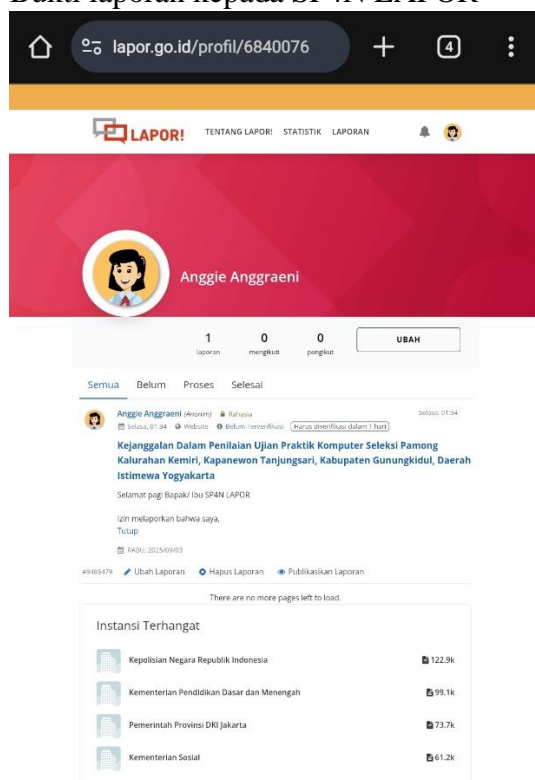 Bukti laporan kepada SP4N LAPOR
lapor.go.id/profil/6840076
4
LAPOR!
TENTANG LAPOR! STATISTIK LAPORAN
Anggie Anggraeni
1 0 0
laporan mengikuti pengikut
UBAH
Semua Belum Proses Selesai
Anggie Anggraeni (Anonim) Rahasia
Selasa, 01:34
Selasa, 01:34 Website Belum Terverifikasi Harus diverifikasi dalam 1 hari
Kejanggalan Dalam Penilaian Ujian Praktik Komputer Seleksi Pamong
Kalurahan Kemiri, Kapanewon Tanjungsari, Kabupaten Gunungkidul, Daerah
Istimewa Yogyakarta
Selamat pagi Bapak/ Ibu SP4N LAPOR
Izin melaporkan bahwa saya,
Tutup
RABU, 2025/09/03
#9485479 Ubah Laporan Hapus Laporan Publikasikan Laporan
There are no more pages left to load.
Instansi Terhangat
Kepolisian Negara Republik Indonesia 122.9k
Kementerian Pendidikan Dasar dan Menengah 99.1k
Pemerintah Provinsi DKI Jakarta 73.7k
Kementerian Sosial 61.2k